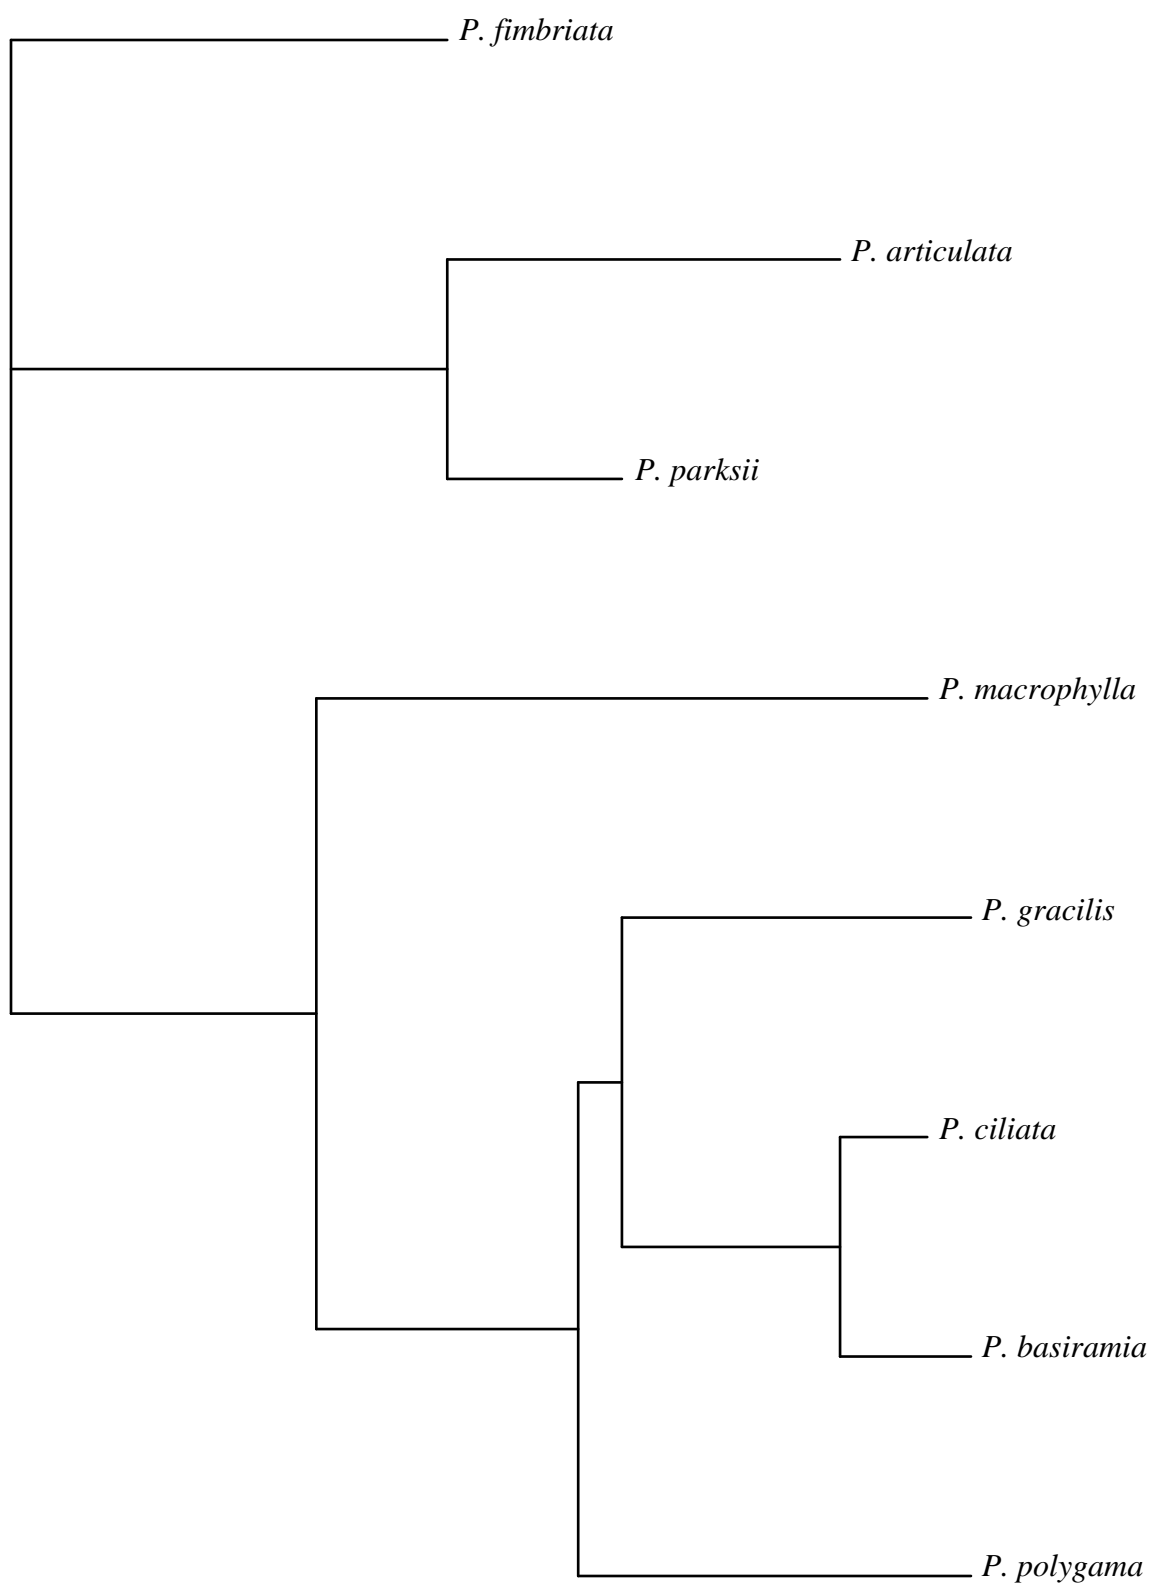 P. fimbriata
P. articulata
P. parksii
P. macrophylla
P. gracilis
P. ciliata
P. basiramia
P. polygama